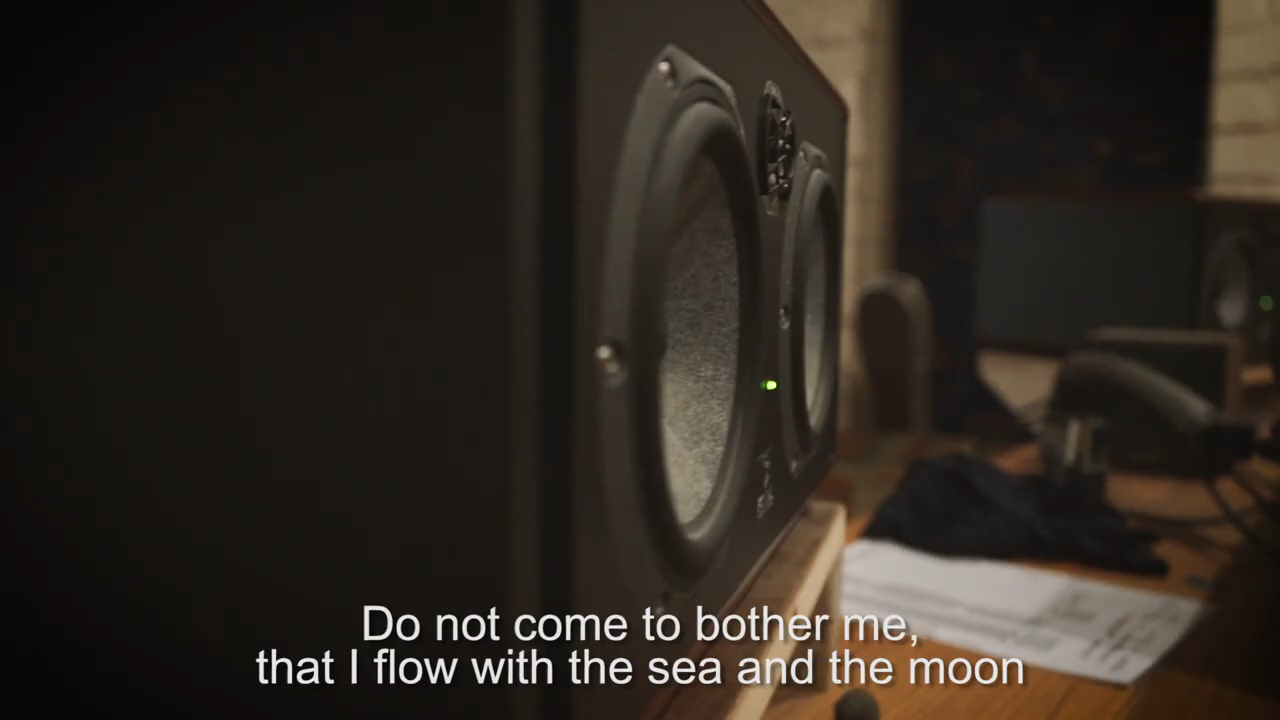 Do not come to bother me,
that I flow with the sea and the moon